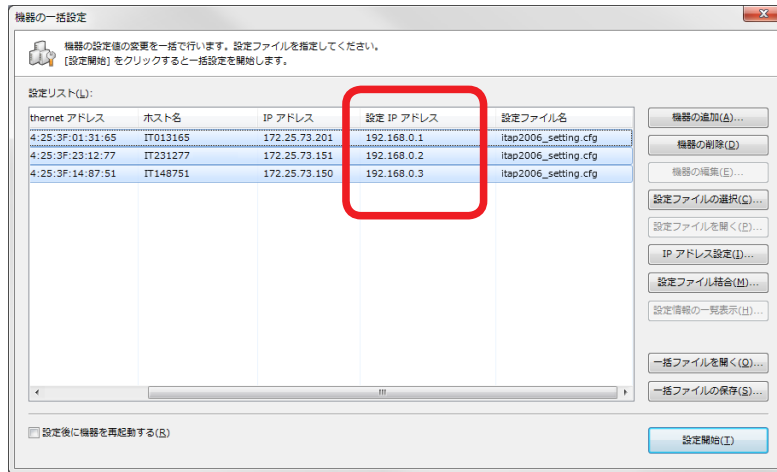 機器の一括設定
機器の設定値の変更を一括で行います。設定ファイルを指定してください。
[設定開始] をクリックすると一括設定を開始します。
設定リスト(L):
thernet アドレス ホスト名 IP アドレス 設定 IP アドレス 設定ファイル名
4:25:3F:01:31:65 IT013165 172.25.73.201 192.168.0.1 itap2006_setting.cfg
4:25:3F:23:12:77 IT231277 172.25.73.151 192.168.0.2 itap2006_setting.cfg
4:25:3F:14:87:51 IT148751 172.25.73.150 192.168.0.3 itap2006_setting.cfg
機器の追加(A)...
機器の削除(D)
機器の編集(E)...
設定ファイルの選択(C)...
設定ファイルを開く(P)...
IP アドレス設定(I)...
設定ファイル結合(M)...
設定情報の一覧表示(H)...
一括ファイルを開く(O)...
一括ファイルの保存(S)...
設定後に機器を再起動する(R)
設定開始(T)